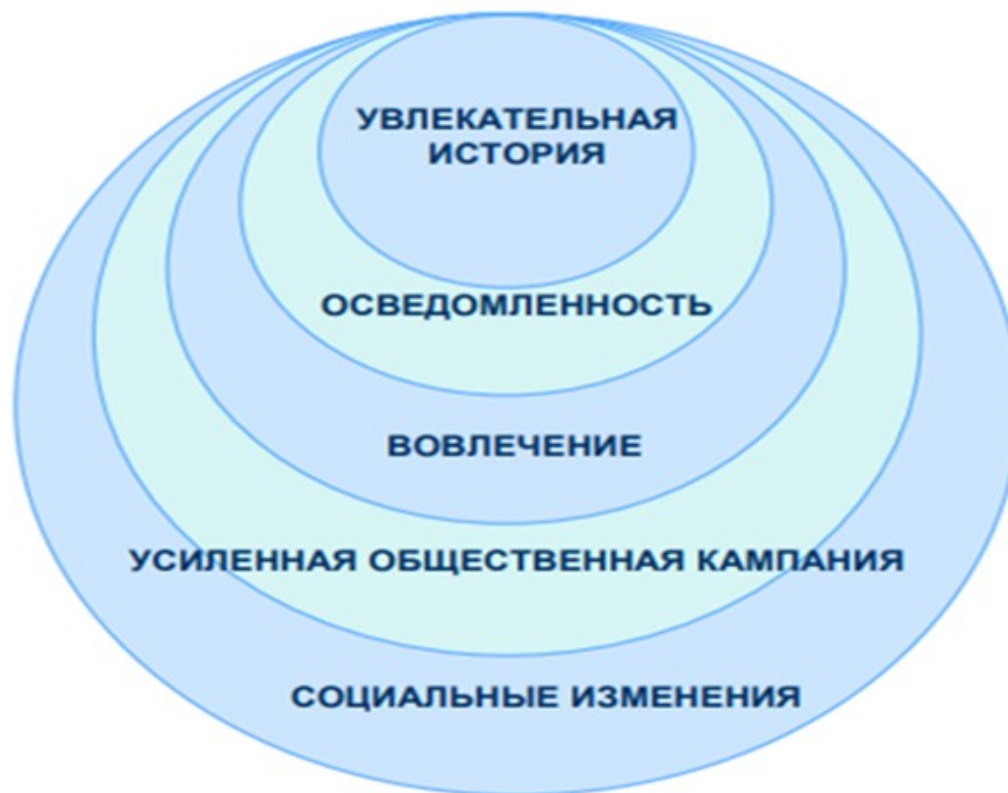 УВЛЕКАТЕЛЬНАЯ
ИСТОРИЯ
ОСВЕДОМЛЕННОСТЬ
ВОВЛЕЧЕНИЕ
УСИЛЕННАЯ ОБЩЕСТВЕННАЯ КАМПАНИЯ
СОЦИАЛЬНЫЕ ИЗМЕНЕНИЯ